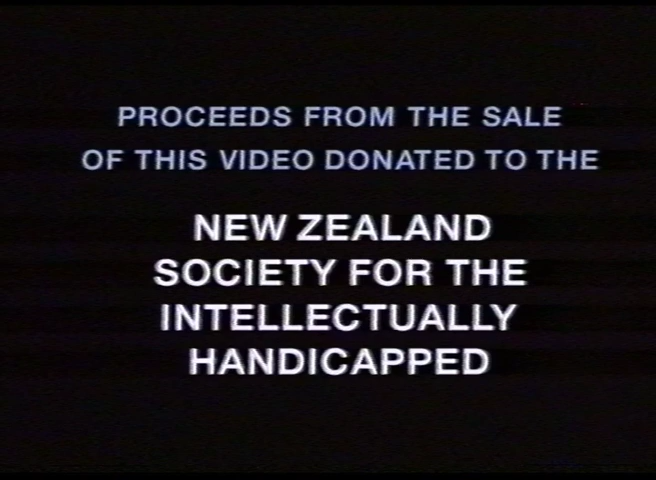 PROCEEDS FROM THE SALE
OF THIS VIDEO DONATED TO THE
NEW ZEALAND
SOCIETY FOR THE
INTELLECTUALLY
HANDICAPPED